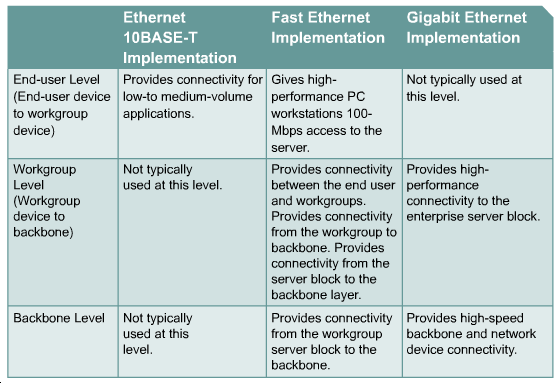 Ethernet
10BASE-T
Implementation
Fast Ethernet
Implementation
Gigabit Ethernet
Implementation
End-user Level
(End-user device
to workgroup
device)
Provides connectivity for
low-to medium-volume
applications.
Gives high-
performance PC
workstations 100-
Mbps access to the
server.
Not typically used at
this level.
Workgroup
Level
(Workgroup
device to
backbone)
Not typically
used at this level.
Provides connectivity
between the end user
and workgroups.
Provides connectivity
from the workgroup to
backbone. Provides
connectivity from the
server block to the
backbone layer.
Provides high-
performance
connectivity to the
enterprise server block.
Backbone Level
Not typically
used at this
level.
Provides connectivity
from the workgroup
server block to the
backbone.
Provides high-speed
backbone and network
device connectivity.